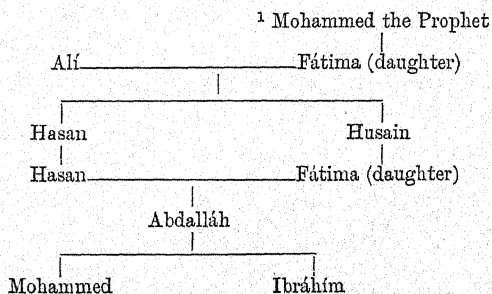 ¹ Mohammed the Prophet
Alí Fátima (daughter)
Hasan Husain
Hasan Fátima (daughter)
Abdalláh
Mohammed Ibráhím